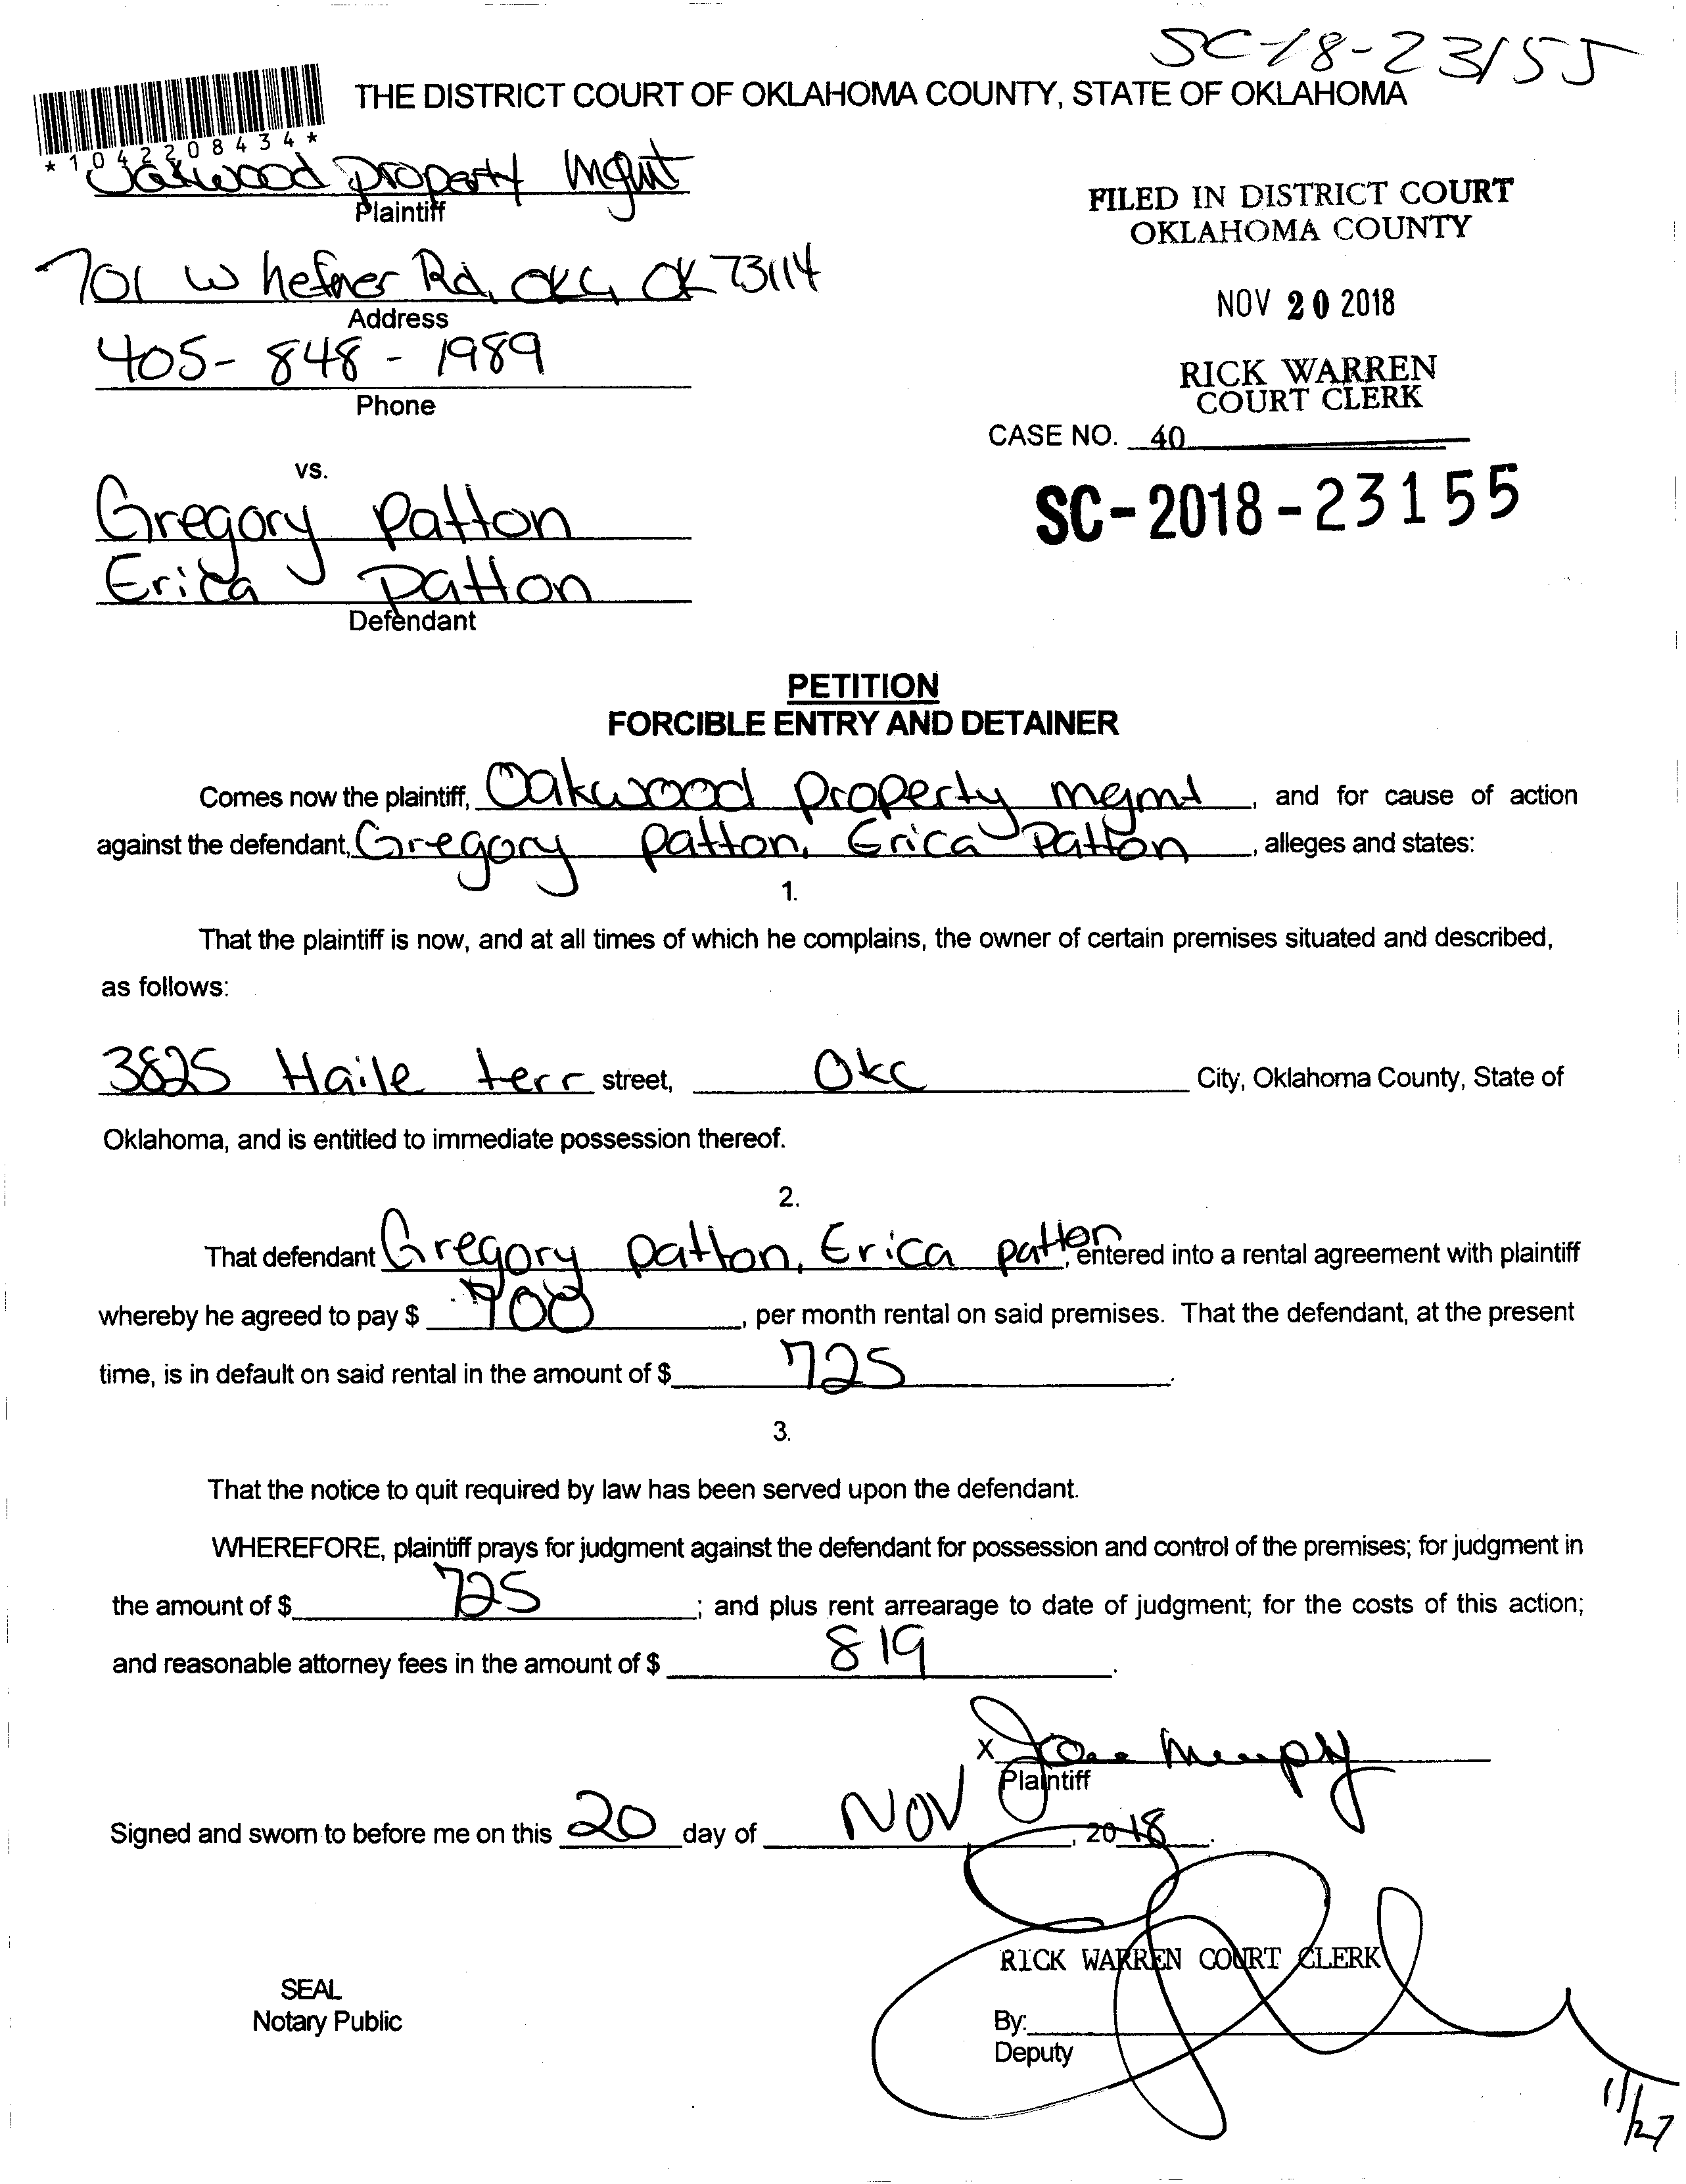 SC-18-23155
THE DISTRICT COURT OF OKLAHOMA COUNTY, STATE OF OKLAHOMA
*1042208434*
Oakwood Property Mgmt
Plaintiff
FILED IN DISTRICT COURT
OKLAHOMA COUNTY
701 W hefner Rd, OKC, OK 73114
Address
NOV 20 2018
405-848-1989
Phone
RICK WARREN
COURT CLERK
CASE NO. 40
SC-2018-23155
vs.
Gregory Patton
Erica Patton
Defendant
PETITION
FORCIBLE ENTRY AND DETAINER
Comes now the plaintiff, Oakwood Property mgmt, and for cause of action
against the defendant, Gregory Patton, Erica Patton, alleges and states:
1.
That the plaintiff is now, and at all times of which he complains, the owner of certain premises situated and described,
as follows:
3825 Haile terr street, Okc City, Oklahoma County, State of
Oklahoma, and is entitled to immediate possession thereof.
2.
That defendant Gregory Patton, Erica patton, entered into a rental agreement with plaintiff
whereby he agreed to pay $ , per month rental on said premises. That the defendant, at the present
time, is in default on said rental in the amount of $ 725.
3.
That the notice to quit required by law has been served upon the defendant.
WHEREFORE, plaintiff prays for judgment against the defendant for possession and control of the premises; for judgment in
the amount of $ 725; and plus rent arrearage to date of judgment; for the costs of this action;
and reasonable attorney fees in the amount of $ 819.
X
Plaintiff
Signed and sworn to before me on this 20 day of NOV, 2018.
RICK WARREN COURT CLERK
SEAL
Notary Public
By:
Deputy
11/27